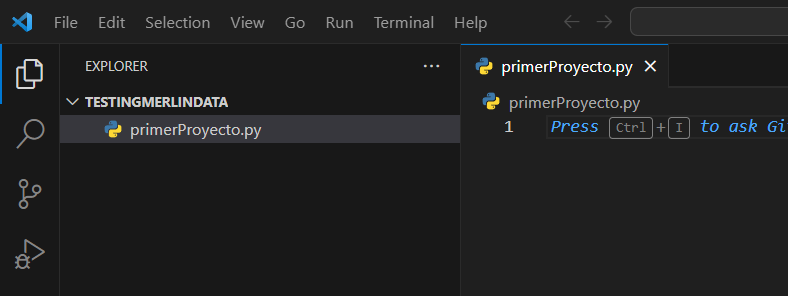 File Edit Selection View Go Run Terminal Help
EXPLORER
TESTINGMERLINDATA
primerProyecto.py
primerProyecto.py
primerProyecto.py
1 Press Ctrl+I to ask Gi